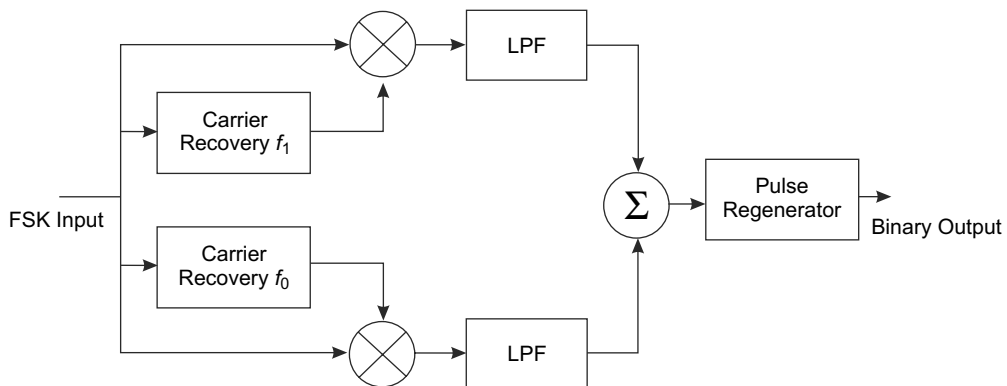 LPF
Carrier
Recovery f₁
FSK Input
Σ
Pulse
Regenerator
Binary Output
Carrier
Recovery f₀
LPF